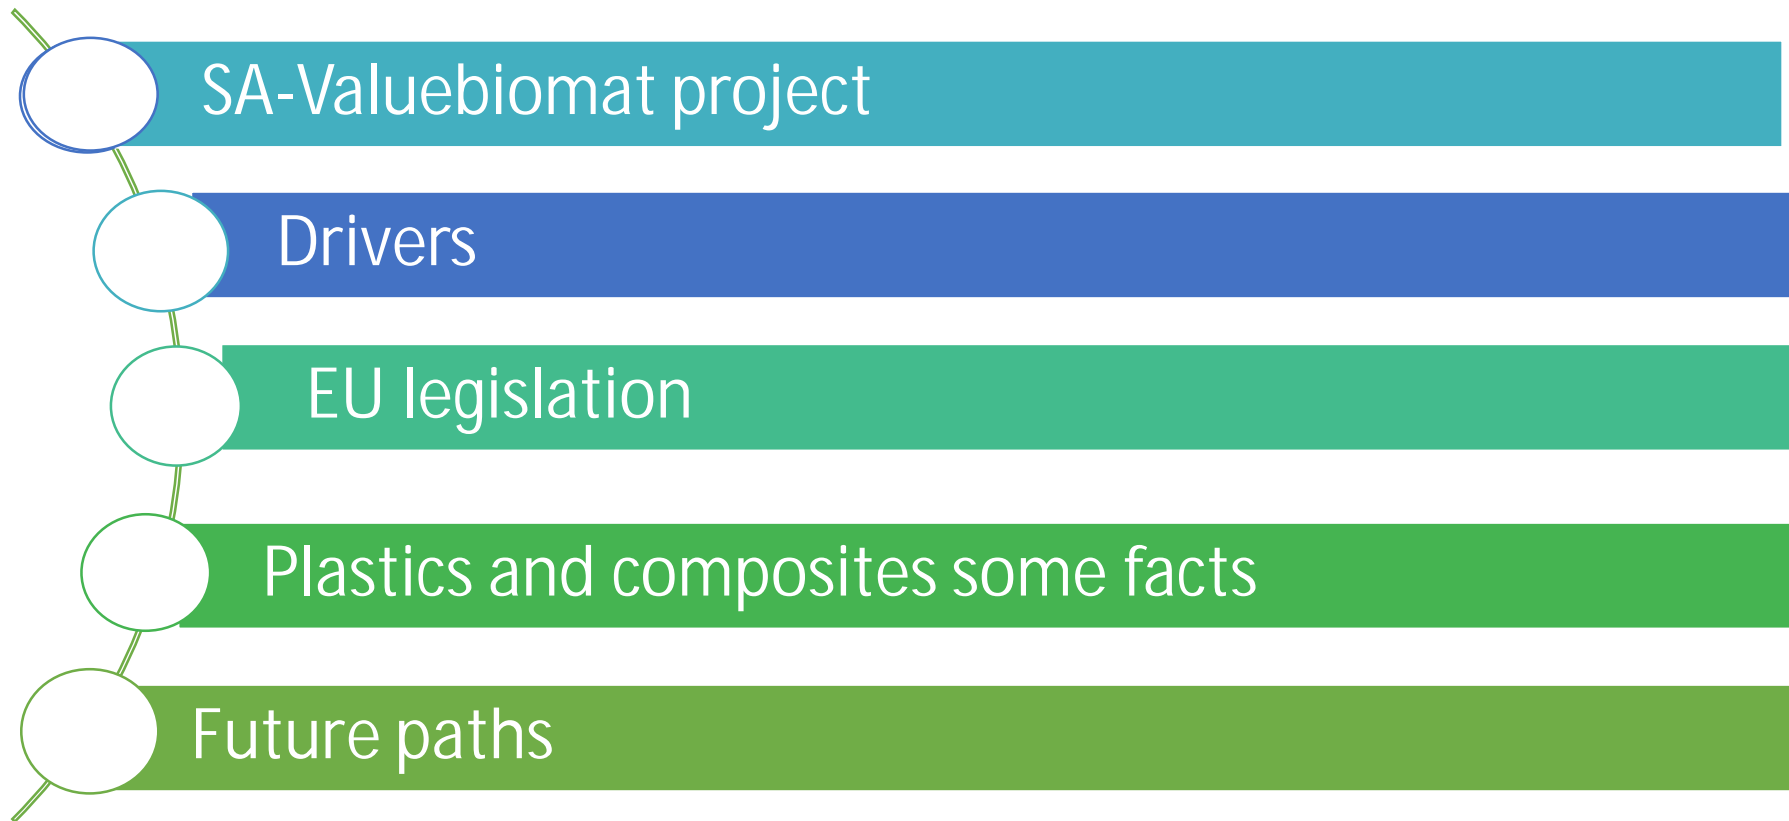 SA-Valuebiomat project
Drivers
EU legislation
Plastics and composites some facts
Future paths